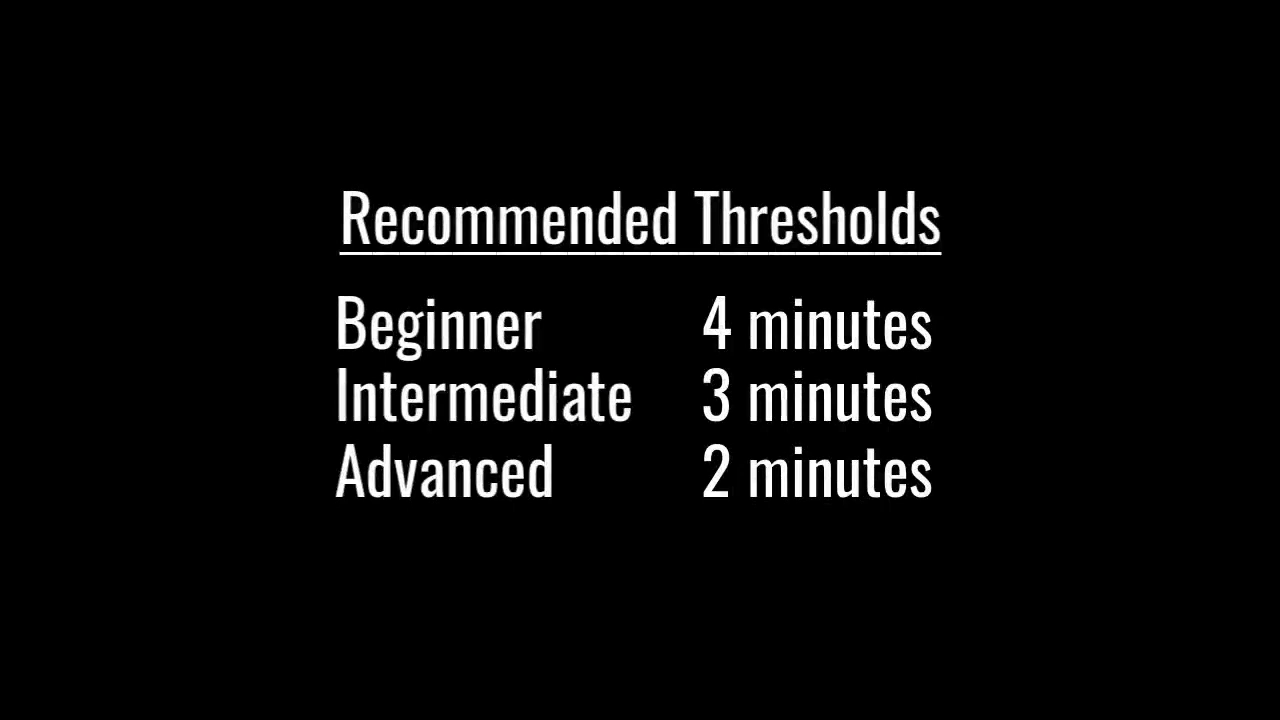 Recommended Thresholds
Beginner 4 minutes
Intermediate 3 minutes
Advanced 2 minutes